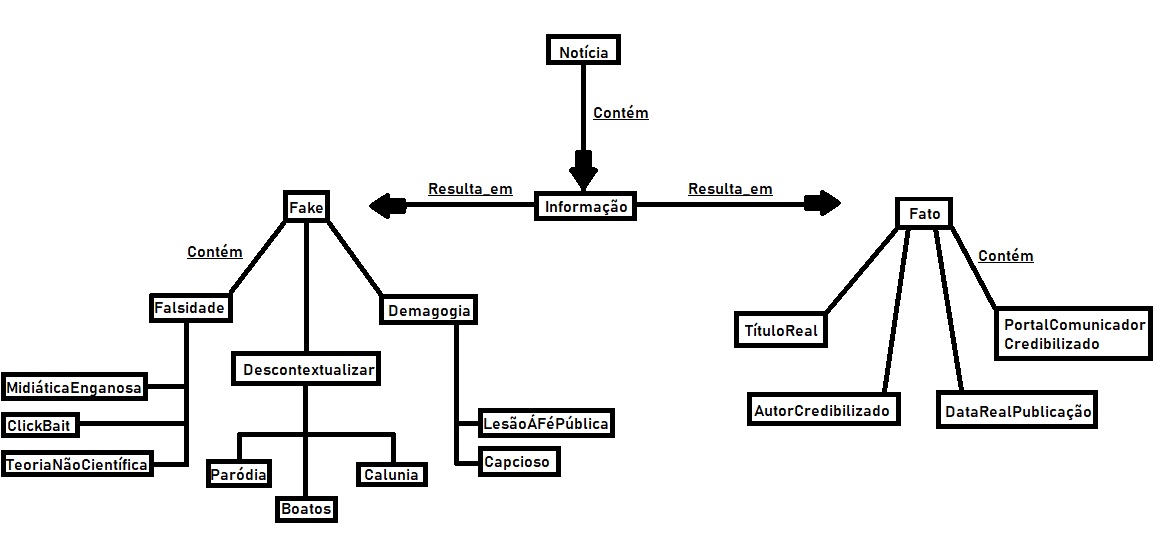 Notícia
Contém
Resulta_em
Resulta_em
Informação
Fake
Fato
Contém
Contém
Falsidade
Demagogia
TítuloReal
PortalComunicador
Credibilizado
Descontextualizar
MidiáticaEnganosa
AutorCredibilizado
DataRealPublicação
ClickBait
LesãoÁFéPública
TeoriaNãoCientífica
Capcioso
Paródia
Calunia
Boatos